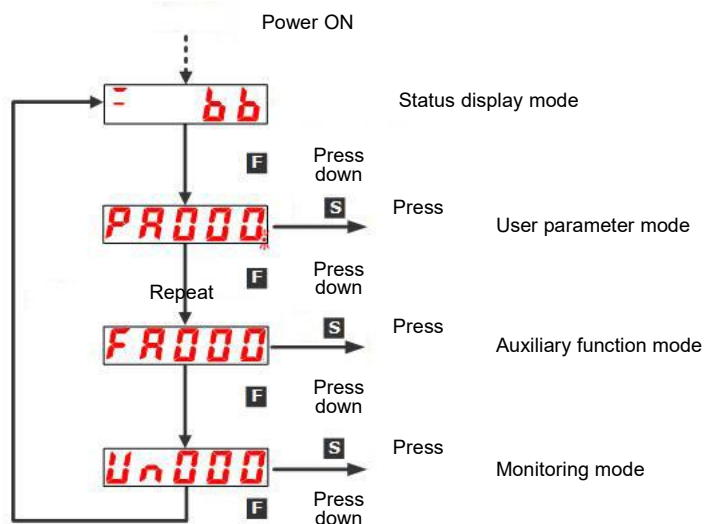 Power ON
bb
Status display mode
F
Press
down
PA000
S
Press
User parameter mode
F
Press
down
Repeat
FA000
S
Press
Auxiliary function mode
F
Press
down
Un000
S
Press
Monitoring mode
F
Press
down